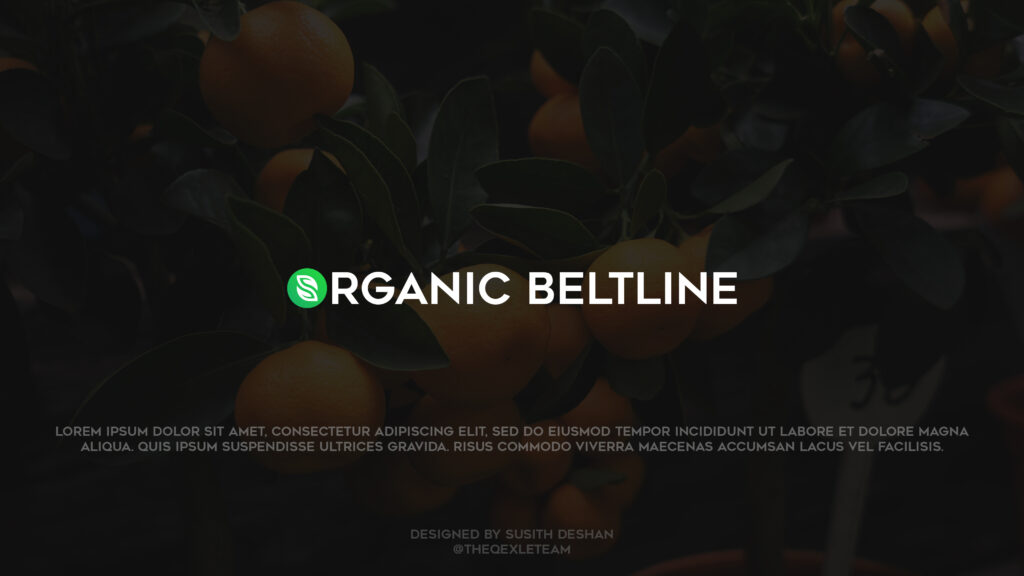 ORGANIC BELTLINE
LOREM IPSUM DOLOR SIT AMET, CONSECTETUR ADIPISCING ELIT, SED DO EIUSMOD TEMPOR INCIDIDUNT UT LABORE ET DOLORE MAGNA
ALIQUA. QUIS IPSUM SUSPENDISSE ULTRICES GRAVIDA. RISUS COMMODO VIVERRA MAECENAS ACCUMSAN LACUS VEL FACILISIS.
DESIGNED BY SUSITH DESHAN
@THEQEXLETEAM